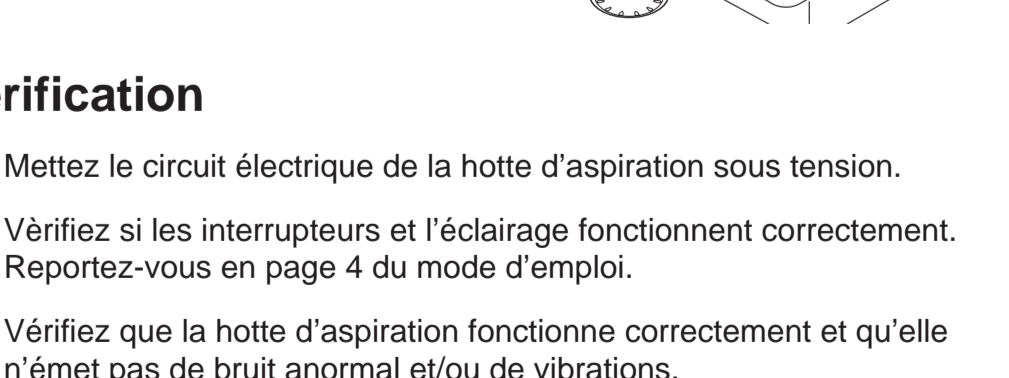 rification
Mettez le circuit électrique de la hotte d’aspiration sous tension.
Vèrifiez si les interrupteurs et l’éclairage fonctionnent correctement.
Reportez-vous en page 4 du mode d’emploi.
Vérifiez que la hotte d’aspiration fonctionne correctement et qu’elle
n’émet pas de bruit anormal et/ou de vibrations.